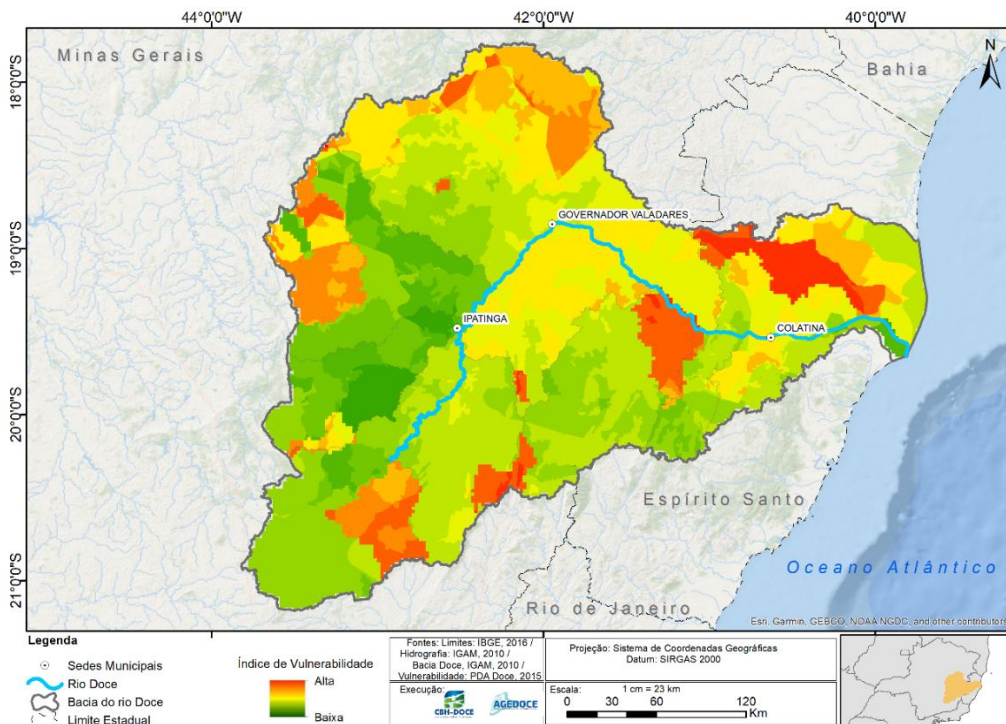 44°0'0"W
42°0'0"W
40°0'0"W
Minas Gerais
N
Bahia
18°0'0"S
19°0'0"S
20°0'0"S
21°0'0"S
GOVERNADOR VALADARES
IPATINGA
COLATINA
Espírito Santo
Oceano Atlântico
Rio de Janeiro
Esri, Garmin, GEBCO, NOAA NGDC, and other contributors
Legenda
Sedes Municipais
Rio Doce
Bacia do rio Doce
Limite Estadual
Índice de Vulnerabilidade
Alta
Baixa
Fontes: Limites: IBGE, 2016 /
Hidrografia: IGAM, 2010 /
Bacia Doce, IGAM, 2010 /
Vulnerabilidade: PDA Doce, 2015
Execução:
CBH-DOCE
AGEDOCE
Projeção: Sistema de Coordenadas Geográficas
Datum: SIRGAS 2000
Escala:
1 cm = 23 km
0 30 60 120
Km